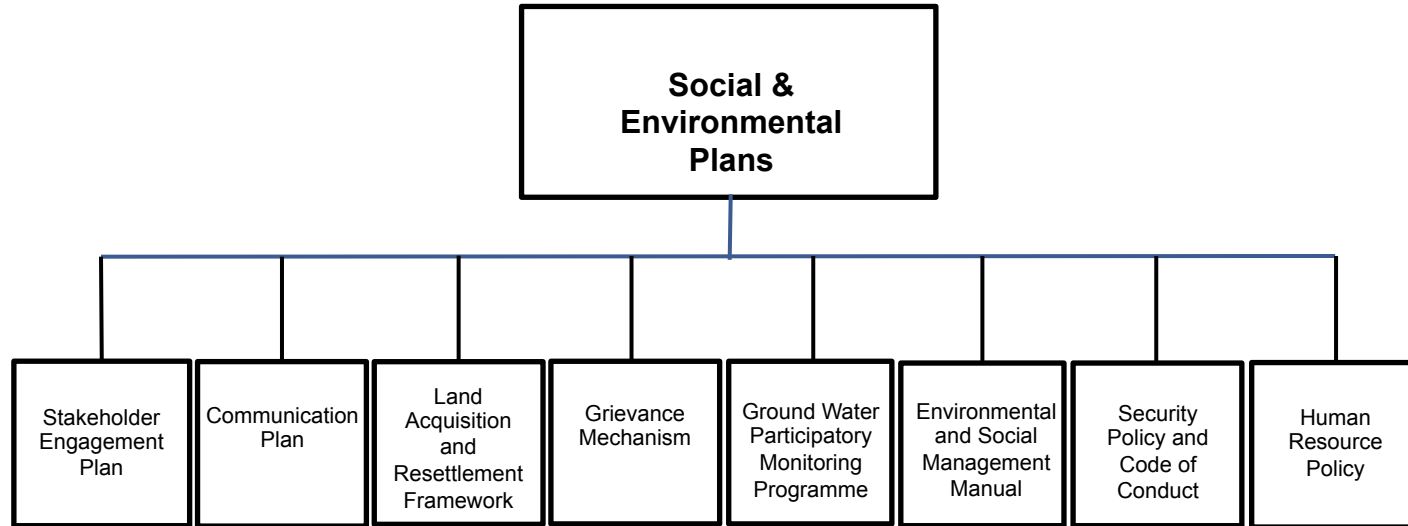 Social &
Environmental
Plans
Stakeholder
Engagement
Plan
Communication
Plan
Land
Acquisition
and
Resettlement
Framework
Grievance
Mechanism
Ground Water
Participatory
Monitoring
Programme
Environmental
and Social
Management
Manual
Security
Policy and
Code of
Conduct
Human
Resource
Policy